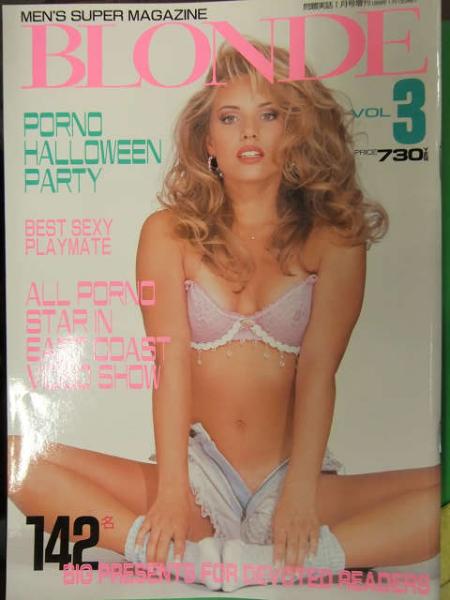 MEN'S SUPER MAGAZINE
BLONDE
VOL 3
PRICE 730
PORNO
HALLOWEEN
PARTY
BEST SEXY
PLAYMATE
ALL PORNO
STAR IN
EAST COAST
VIDEO SHOW
142名
BIG PRESENTS FOR DEVOTED READERS